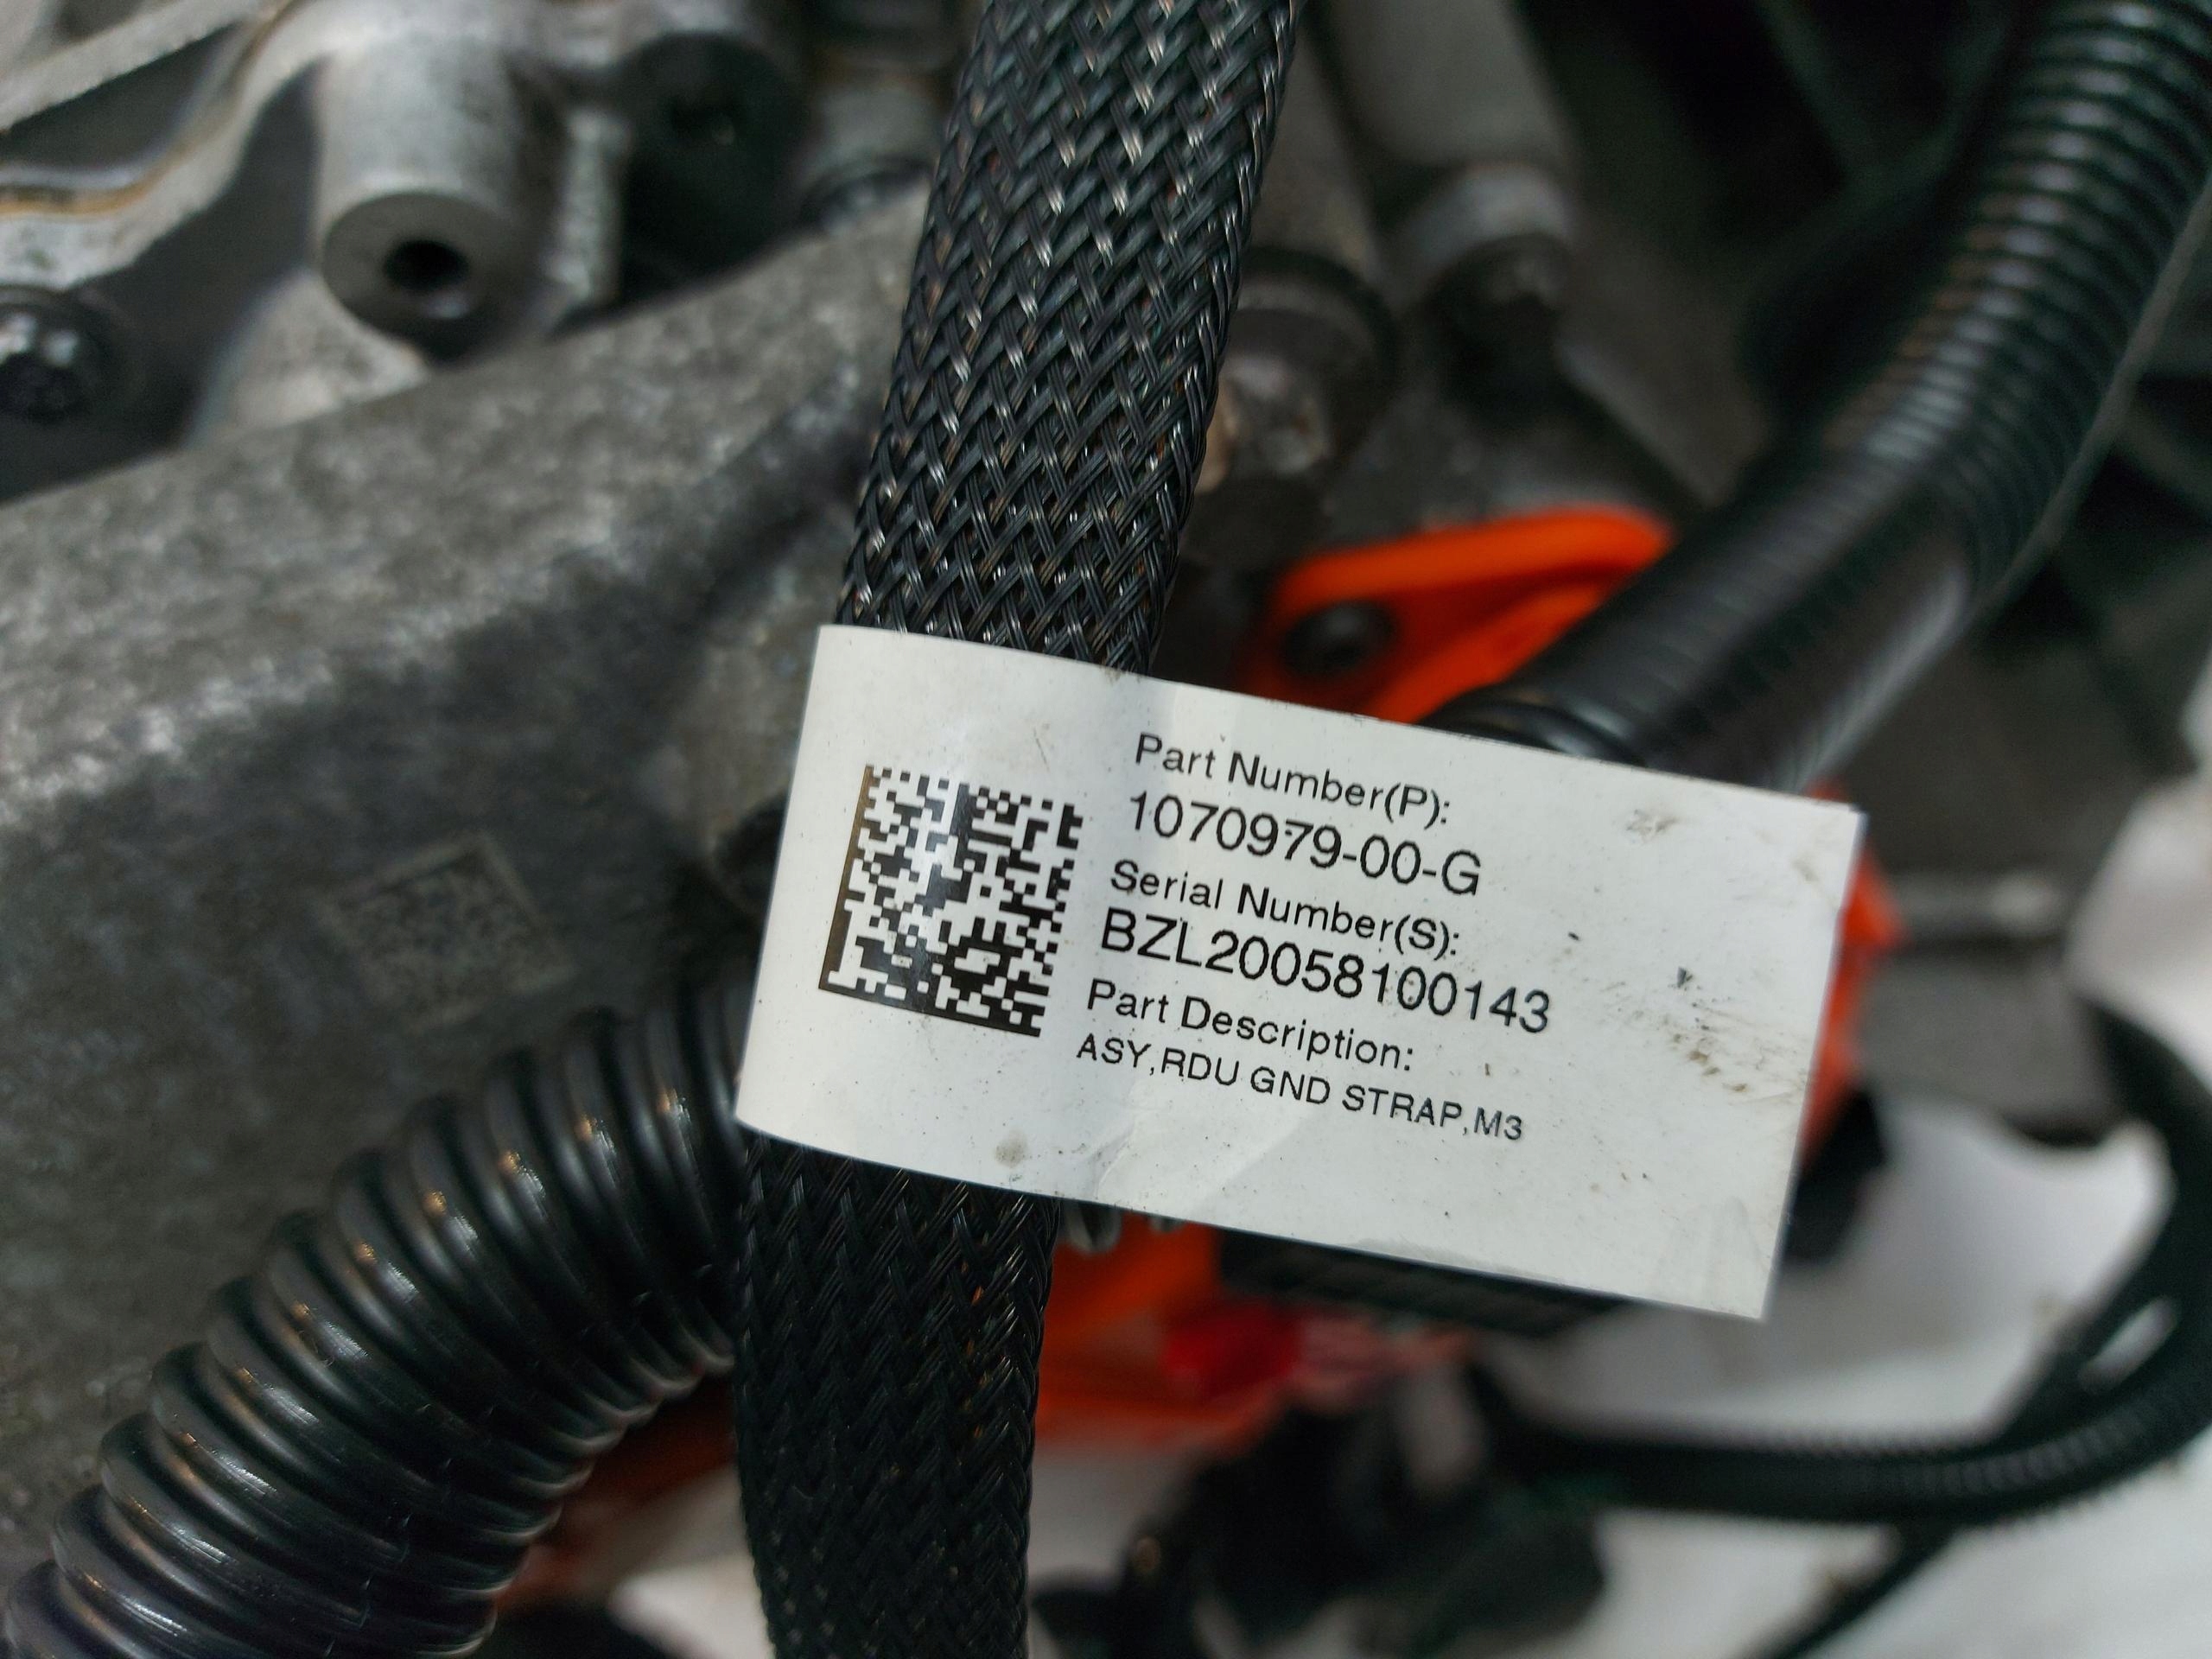 Part Number(P):
1070979-00-G
Serial Number(S):
BZL20058100143
Part Description:
ASY,RDU GND STRAP,M3